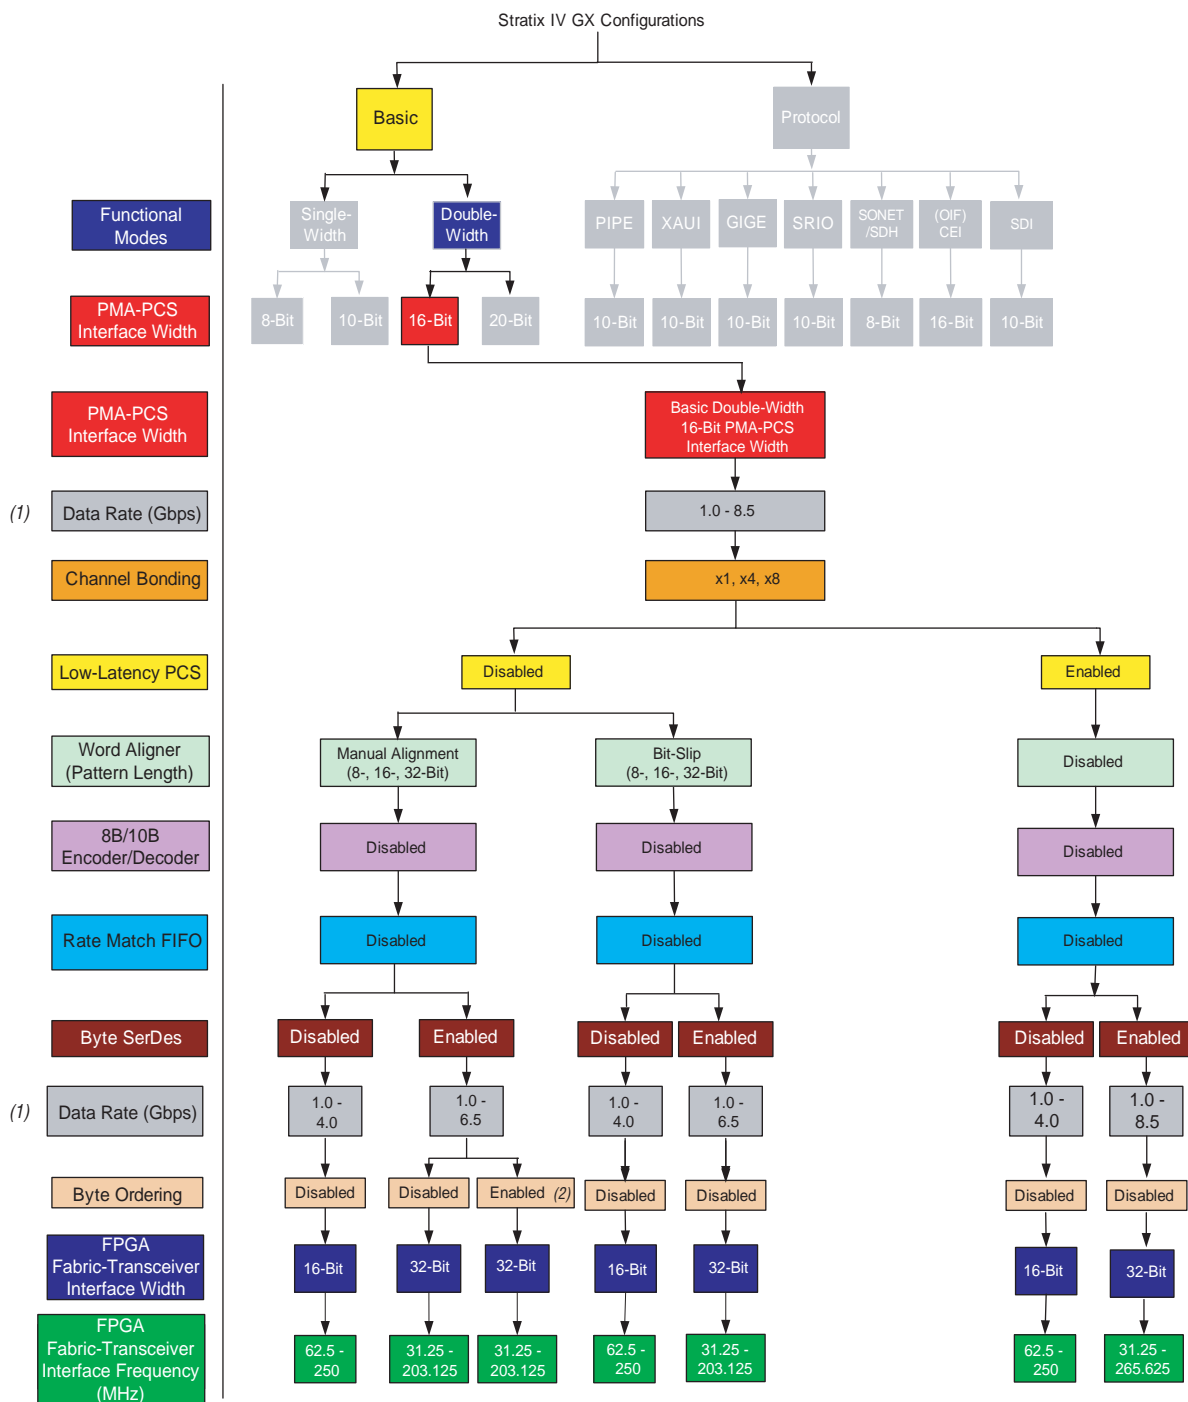 Stratix IV GX Configurations
Basic
Protocol
Functional
Modes
Single-
Width
Double-
Width
PIPE
XAUI
GIGE
SRIO
SONET
/SDH
(OIF)
CEI
SDI
PMA-PCS
Interface Width
8-Bit
10-Bit
16-Bit
20-Bit
10-Bit
10-Bit
10-Bit
10-Bit
8-Bit
16-Bit
10-Bit
PMA-PCS
Interface Width
Basic Double-Width
16-Bit PMA-PCS
Interface Width
(1)
Data Rate (Gbps)
1.0 - 8.5
Channel Bonding
x1, x4, x8
Low-Latency PCS
Disabled
Enabled
Word Aligner
(Pattern Length)
Manual Alignment
(8-, 16-, 32-Bit)
Bit-Slip
(8-, 16-, 32-Bit)
Disabled
8B/10B
Encoder/Decoder
Disabled
Disabled
Disabled
Rate Match FIFO
Disabled
Disabled
Disabled
Byte SerDes
Disabled
Enabled
Disabled
Enabled
Disabled
Enabled
(1)
Data Rate (Gbps)
1.0 -
4.0
1.0 -
6.5
1.0 -
4.0
1.0 -
6.5
1.0 -
4.0
1.0 -
8.5
Byte Ordering
Disabled
Disabled
Enabled (2)
Disabled
Disabled
Disabled
Disabled
FPGA
Fabric-Transceiver
Interface Width
16-Bit
32-Bit
32-Bit
16-Bit
32-Bit
16-Bit
32-Bit
FPGA
Fabric-Transceiver
Interface Frequency
(MHz)
62.5 -
250
31.25 -
203.125
31.25 -
203.125
62.5 -
250
31.25 -
203.125
62.5 -
250
31.25 -
265.625